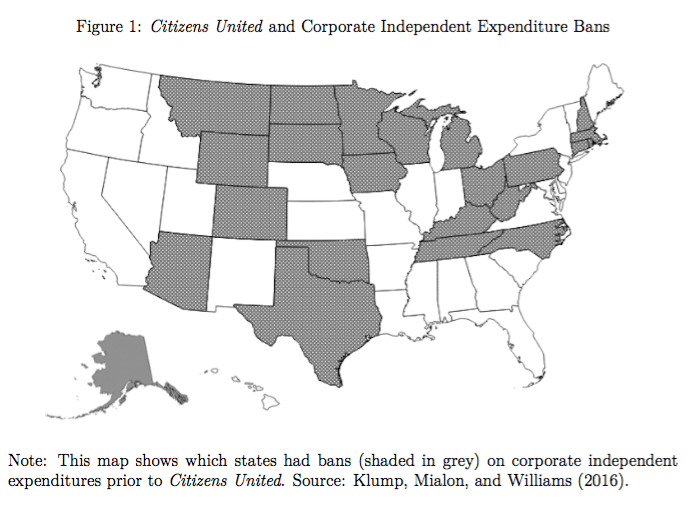 Figure 1: Citizens United and Corporate Independent Expenditure Bans
Note: This map shows which states had bans (shaded in grey) on corporate independent
expenditures prior to Citizens United. Source: Klump, Mialon, and Williams (2016).